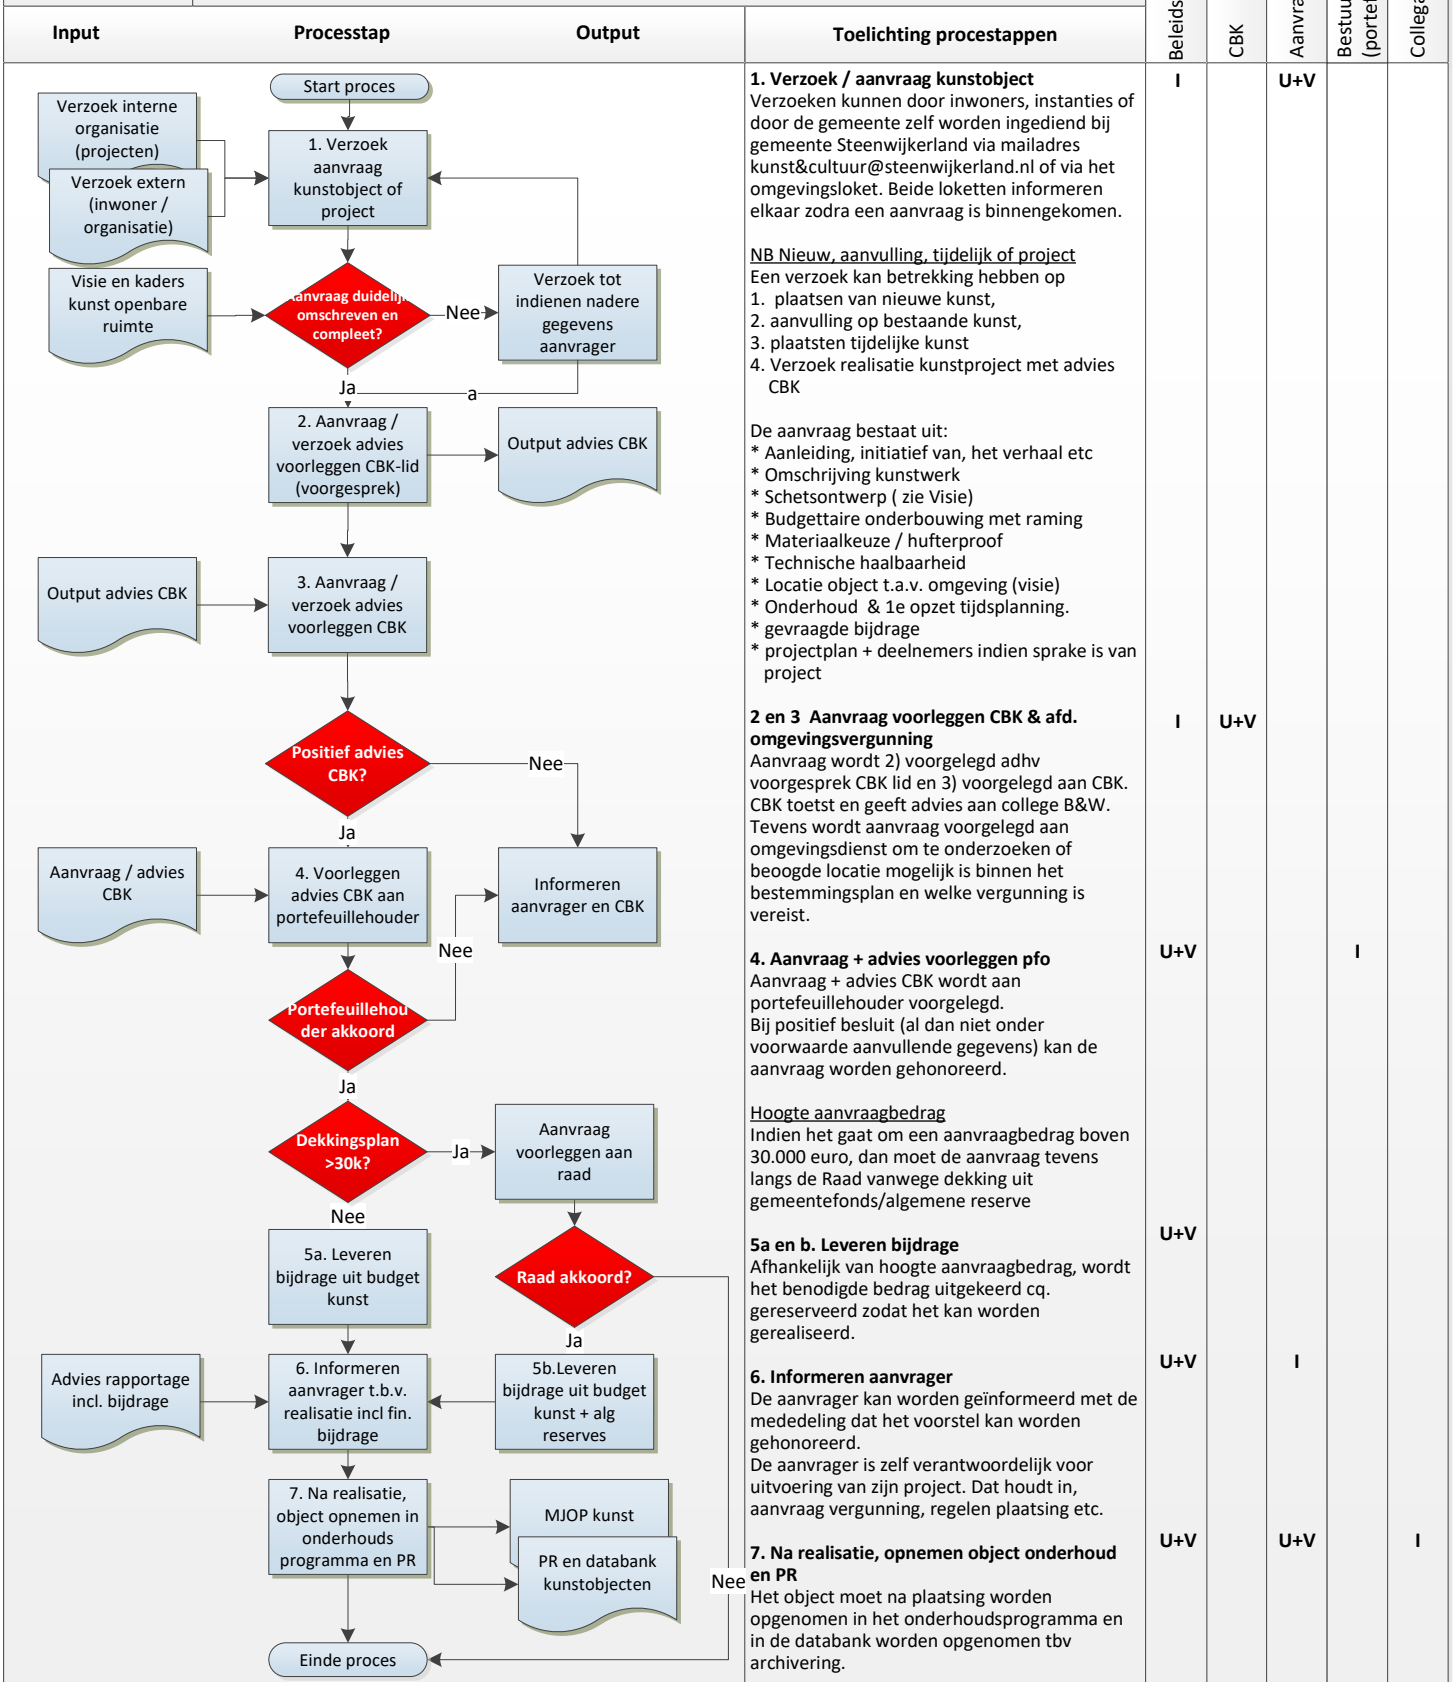 Input
Processtap
Output
Toelichting procestappen
Beleids
CBK
Aanvra
Bestuu
(portef
Collega
Start proces
Verzoek interne
organisatie
(projecten)
Verzoek extern
(inwoner /
organisatie)
1. Verzoek
aanvraag
kunstobject of
project
Visie en kaders
kunst openbare
ruimte
Aanvraag duidelijk
omschreven en
compleet?
Nee
Verzoek tot
indienen nadere
gegevens
aanvrager
Ja
a
2. Aanvraag /
verzoek advies
voorleggen CBK-lid
(voorgesprek)
Output advies CBK
Output advies CBK
3. Aanvraag /
verzoek advies
voorleggen CBK
Positief advies
CBK?
Nee
Ja
Aanvraag / advies
CBK
4. Voorleggen
advies CBK aan
portefeuillehouder
Informeren
aanvrager en CBK
Nee
Portefeuillehou
der akkoord
Ja
Dekkingsplan
>30k?
Ja
Aanvraag
voorleggen aan
raad
Nee
5a. Leveren
bijdrage uit budget
kunst
Raad akkoord?
Ja
Advies rapportage
incl. bijdrage
6. Informeren
aanvrager t.b.v.
realisatie incl fin.
bijdrage
5b.Leveren
bijdrage uit budget
kunst + alg
reserves
7. Na realisatie,
object opnemen in
onderhouds
programma en PR
MJOP kunst
PR en databank
kunstobjecten
Nee
Einde proces
1. Verzoek / aanvraag kunstobject
I
U+V
Verzoeken kunnen door inwoners, instanties of
door de gemeente zelf worden ingediend bij
gemeente Steenwijkerland via mailadres
kunst&cultuur@steenwijkerland.nl of via het
omgevingsloket. Beide loketten informeren
elkaar zodra een aanvraag is binnengekomen.
NB Nieuw, aanvulling, tijdelijk of project
Een verzoek kan betrekking hebben op
1. plaatsen van nieuwe kunst,
2. aanvulling op bestaande kunst,
3. plaatsten tijdelijke kunst
4. Verzoek realisatie kunstproject met advies
CBK
De aanvraag bestaat uit:
* Aanleiding, initiatief van, het verhaal etc
* Omschrijving kunstwerk
* Schetsontwerp ( zie Visie)
* Budgettaire onderbouwing met raming
* Materiaalkeuze / hufterproof
* Technische haalbaarheid
* Locatie object t.a.v. omgeving (visie)
* Onderhoud & 1e opzet tijdsplanning.
* gevraagde bijdrage
* projectplan + deelnemers indien sprake is van
project
2 en 3 Aanvraag voorleggen CBK & afd.
omgevingsvergunning
I
U+V
Aanvraag wordt 2) voorgelegd adhv
voorgesprek CBK lid en 3) voorgelegd aan CBK.
CBK toetst en geeft advies aan college B&W.
Tevens wordt aanvraag voorgelegd aan
omgevingsdienst om te onderzoeken of
beoogde locatie mogelijk is binnen het
bestemmingsplan en welke vergunning is
vereist.
4. Aanvraag + advies voorleggen pfo
U+V
I
Aanvraag + advies CBK wordt aan
portefeuillehouder voorgelegd.
Bij positief besluit (al dan niet onder
voorwaarde aanvullende gegevens) kan de
aanvraag worden gehonoreerd.
Hoogte aanvraagbedrag
Indien het gaat om een aanvraagbedrag boven
30.000 euro, dan moet de aanvraag tevens
langs de Raad vanwege dekking uit
gemeentefonds/algemene reserve
5a en b. Leveren bijdrage
U+V
Afhankelijk van hoogte aanvraagbedrag, wordt
het benodigde bedrag uitgekeerd cq.
gereserveerd zodat het kan worden
gerealiseerd.
6. Informeren aanvrager
U+V
I
De aanvrager kan worden geïnformeerd met de
mededeling dat het voorstel kan worden
gehonoreerd.
De aanvrager is zelf verantwoordelijk voor
uitvoering van zijn project. Dat houdt in,
aanvraag vergunning, regelen plaatsing etc.
7. Na realisatie, opnemen object onderhoud
en PR
U+V
U+V
I
Het object moet na plaatsing worden
opgenomen in het onderhoudsprogramma en
in de databank worden opgenomen tbv
archivering.